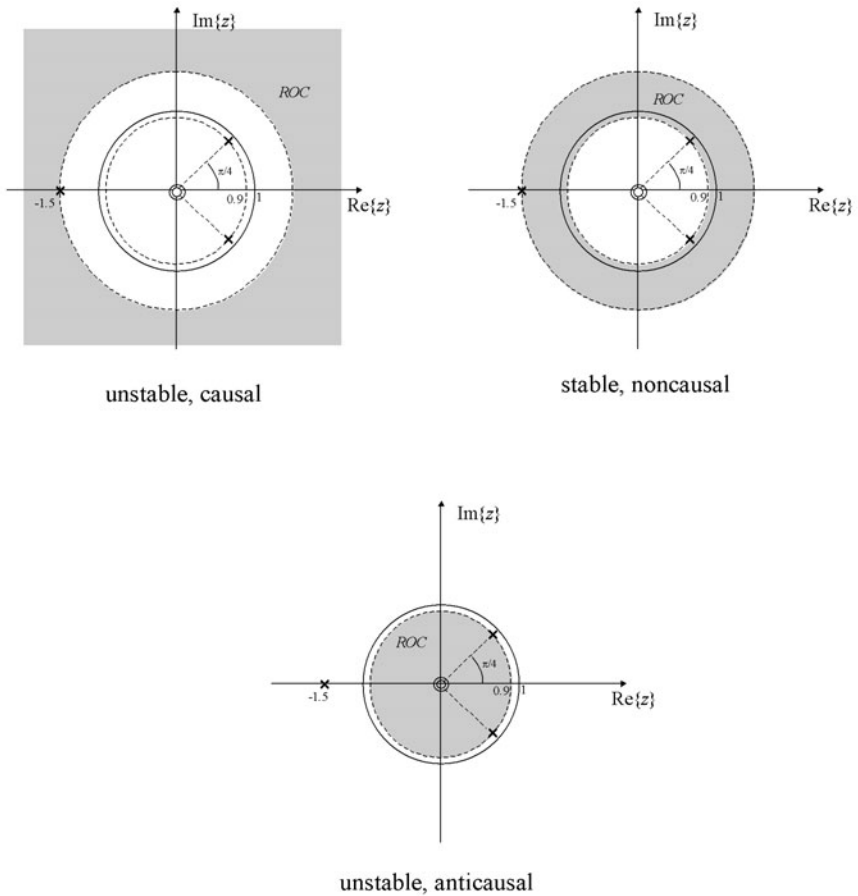 Im{z}
ROC
π/4
-1.5
0.9
1
Re{z}
unstable, causal
Im{z}
ROC
π/4
-1.5
0.9
1
Re{z}
stable, noncausal
Im{z}
ROC
π/4
-1.5
0.9
1
Re{z}
unstable, anticausal